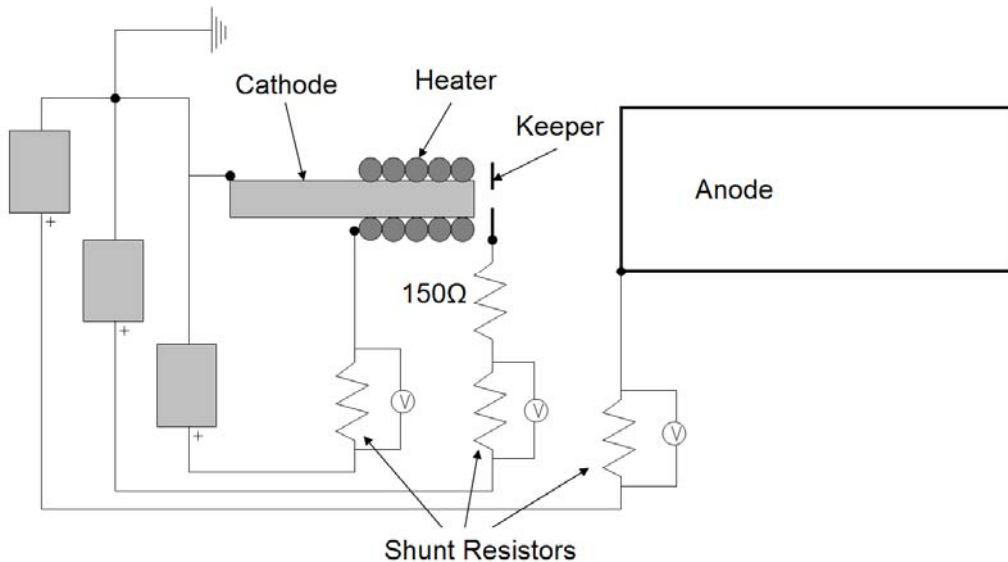 Heater
Cathode
Keeper
Anode
+
150Ω
+
V
V
V
+
Shunt Resistors